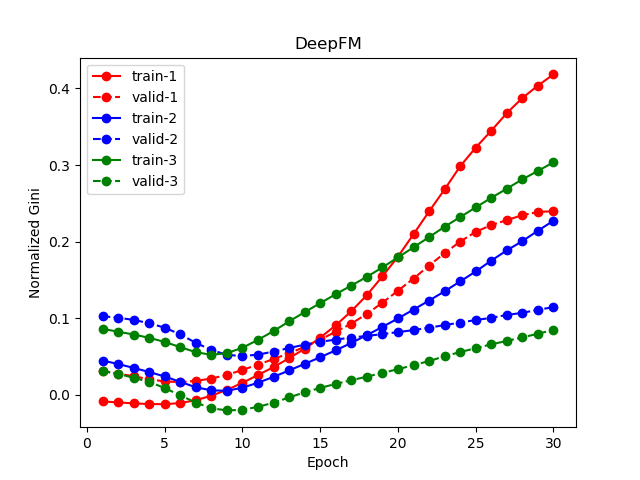 DeepFM
train-1
valid-1
train-2
valid-2
train-3
valid-3
Normalized Gini
0.4
0.3
0.2
0.1
0.0
0 5 10 15 20 25 30
Epoch